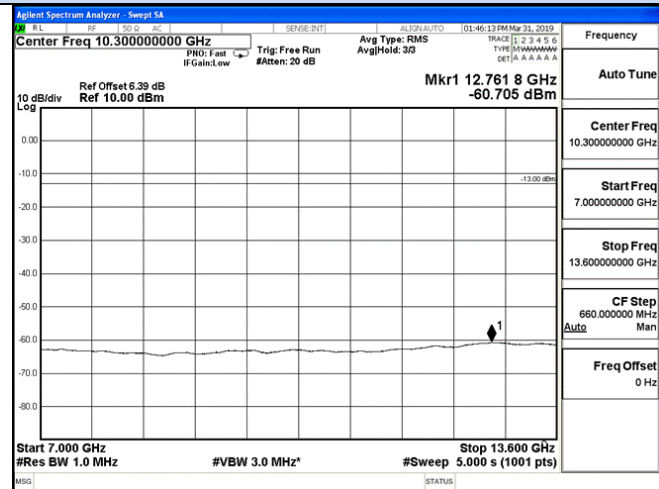 Agilent Spectrum Analyzer - Swept SA
RL RF 50 Ω AC SENSE:INT ALIGNAUTO 01:46:13 PM Mar 31, 2019
Center Freq 10.300000000 GHz
PNO: Fast
IFGain:Low
Trig: Free Run
#Atten: 20 dB
Avg Type: RMS
Avg|Hold: 3/3
TRACE 1 2 3 4 5 6
TYPE MWWWWW
DET A A A A A A
Ref Offset 6.39 dB
Ref 10.00 dBm
10 dB/div
Log
Mkr1 12.761 8 GHz
-60.705 dBm
0.00
-10.0
-13.00 dBm
-20.0
-30.0
-40.0
-50.0
-60.0
1
-70.0
-80.0
Start 7.000 GHz
Stop 13.600 GHz
#Res BW 1.0 MHz
#VBW 3.0 MHz*
#Sweep 5.000 s (1001 pts)
MSG
STATUS
Frequency
Auto Tune
Center Freq
10.300000000 GHz
Start Freq
7.000000000 GHz
Stop Freq
13.600000000 GHz
CF Step
660.000000 MHz
Auto Man
Freq Offset
0 Hz